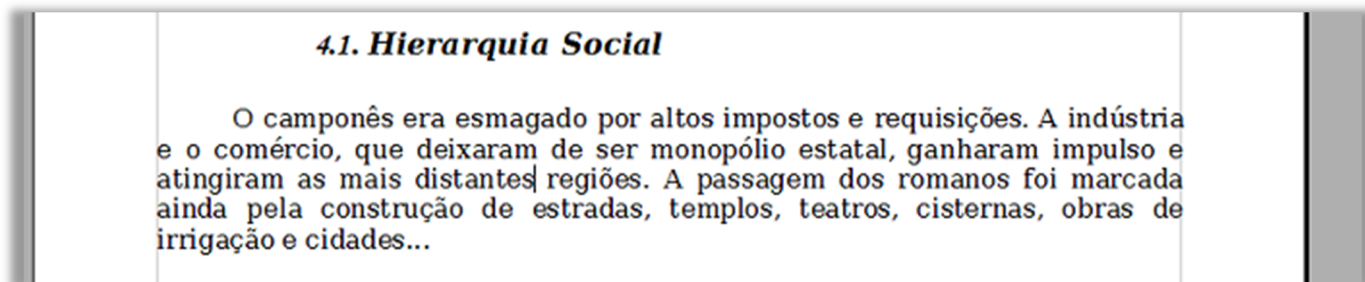 4.1. Hierarquia Social
O camponês era esmagado por altos impostos e requisições. A indústria
e o comércio, que deixaram de ser monopólio estatal, ganharam impulso e
atingiram as mais distantes regiões. A passagem dos romanos foi marcada
ainda pela construção de estradas, templos, teatros, cisternas, obras de
irrigação e cidades...